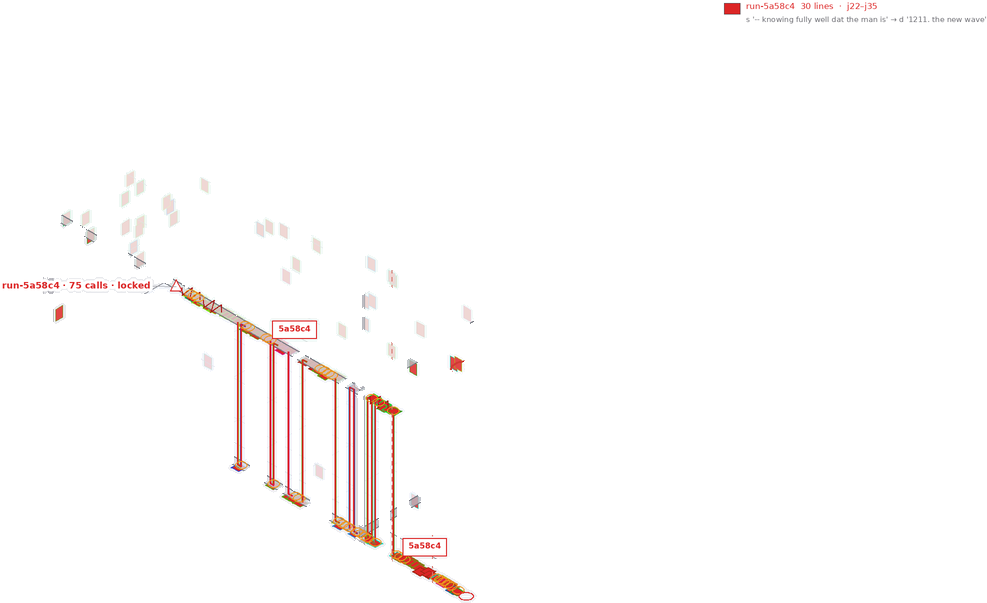 run-5a58c4  30 lines  ·  j22–j35
s '-- knowing fully well dat the man is' → d '1211. the new wave'
run-5a58c4 · 75 calls · locked
5a58c4
5a58c4